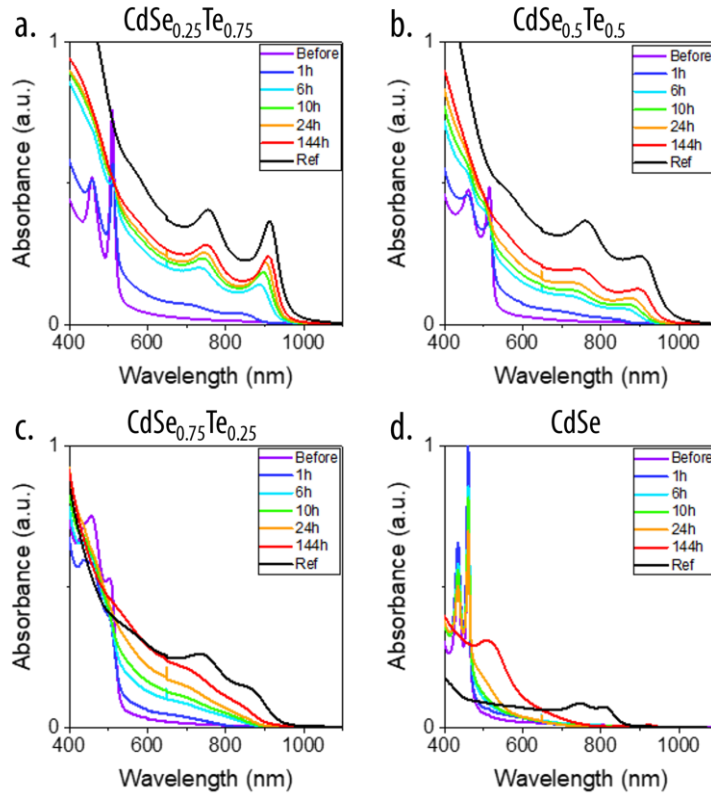 a. CdSe₀.₂₅Te₀.₇₅
1
Before
1h
6h
10h
24h
144h
Ref
Absorbance (a.u.)
0
400 600 800 1000
Wavelength (nm)
b. CdSe₀.₅Te₀.₅
1
Before
1h
6h
10h
24h
144h
Ref
Absorbance (a.u.)
0
400 600 800 1000
Wavelength (nm)
c. CdSe₀.₇₅Te₀.₂₅
1
Before
1h
6h
10h
24h
144h
Ref
Absorbance (a.u.)
0
400 600 800 1000
Wavelength (nm)
d. CdSe
1
Before
1h
6h
10h
24h
144h
Ref
Absorbance (a.u.)
0
400 600 800 1000
Wavelength (nm)